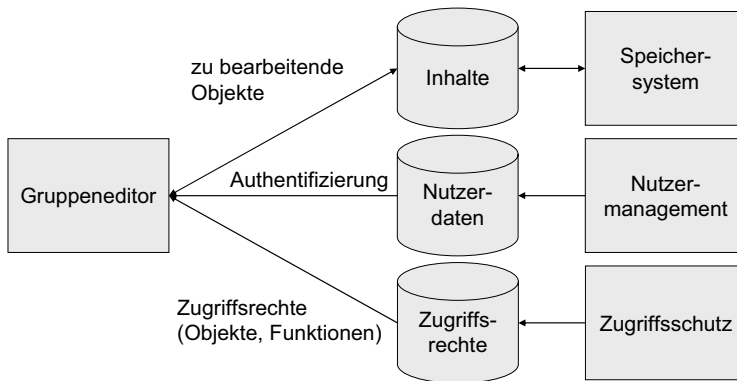 zu bearbeitende
Objekte
Inhalte
Speicher-
system
Gruppeneditor
Authentifizierung
Nutzer-
daten
Nutzer-
management
Zugriffsrechte
(Objekte, Funktionen)
Zugriffs-
rechte
Zugriffsschutz